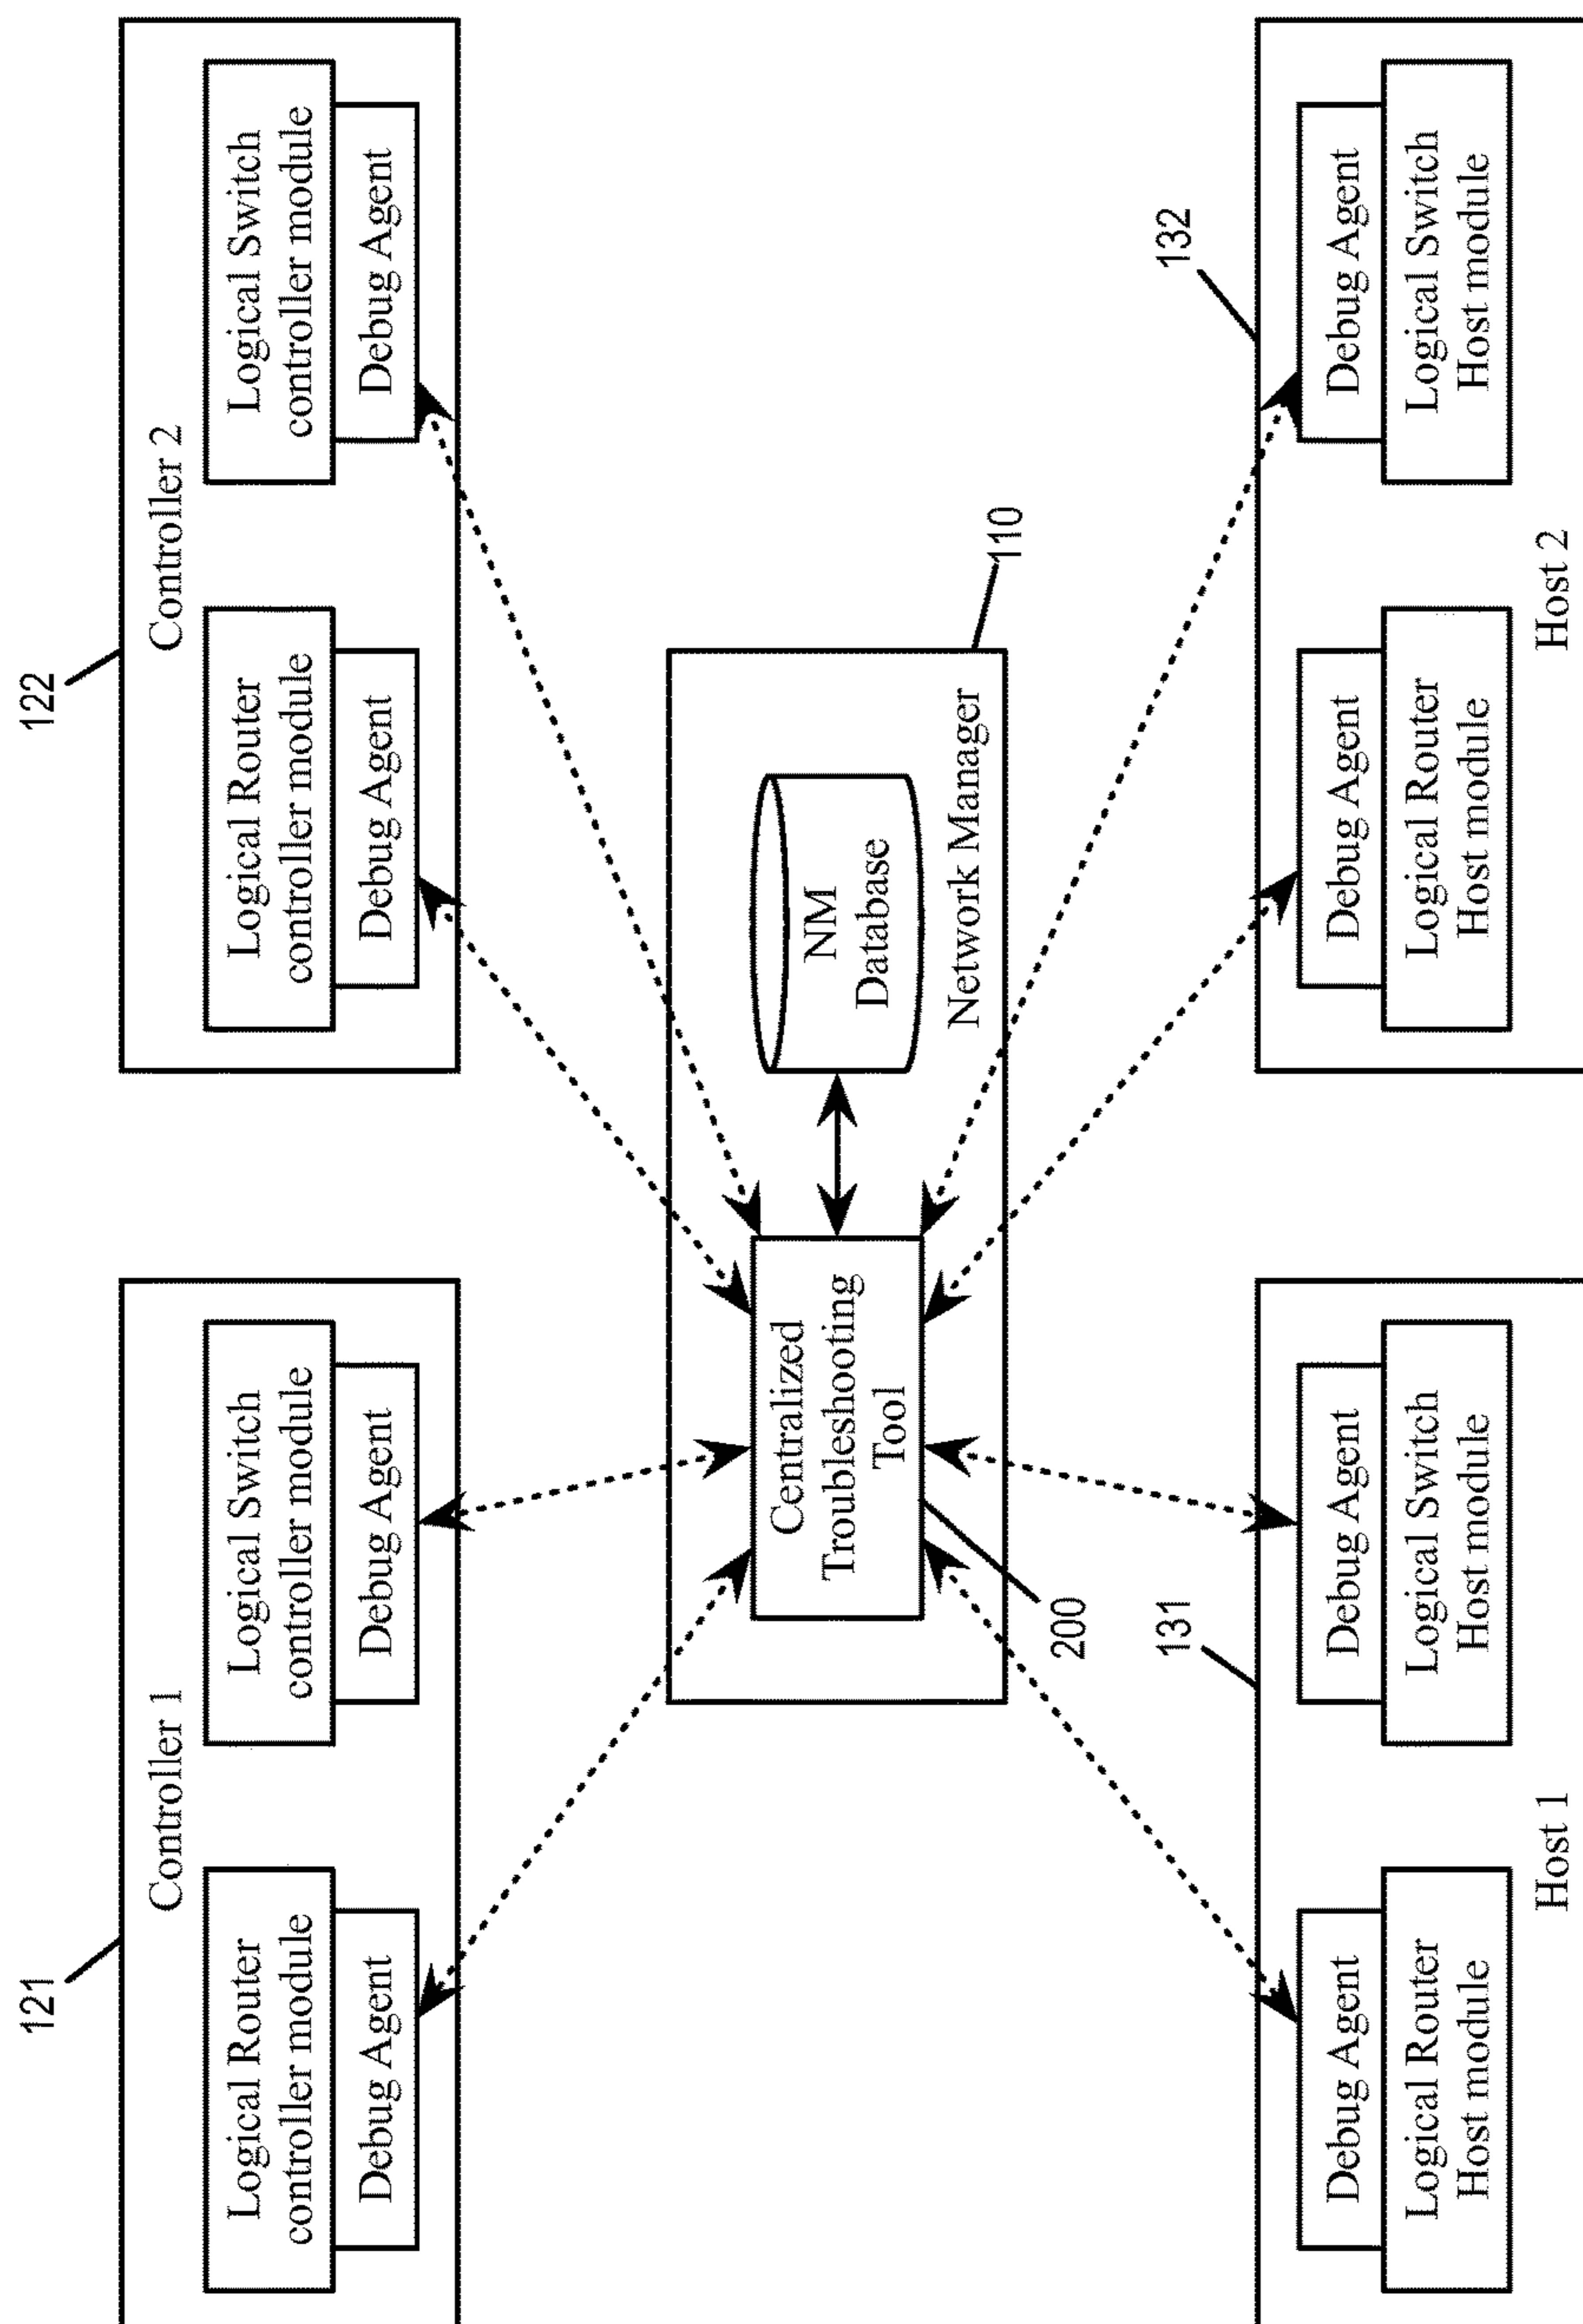 121
122
Controller 1
Controller 2
Logical Router
controller module
Debug Agent
Logical Switch
controller module
Debug Agent
Logical Router
controller module
Debug Agent
Logical Switch
controller module
Debug Agent
Centralized
Troubleshooting
Tool
NM
Database
Network Manager
110
200
131
132
Debug Agent
Logical Router
Host module
Debug Agent
Logical Switch
Host module
Debug Agent
Logical Router
Host module
Debug Agent
Logical Switch
Host module
Host 1
Host 2